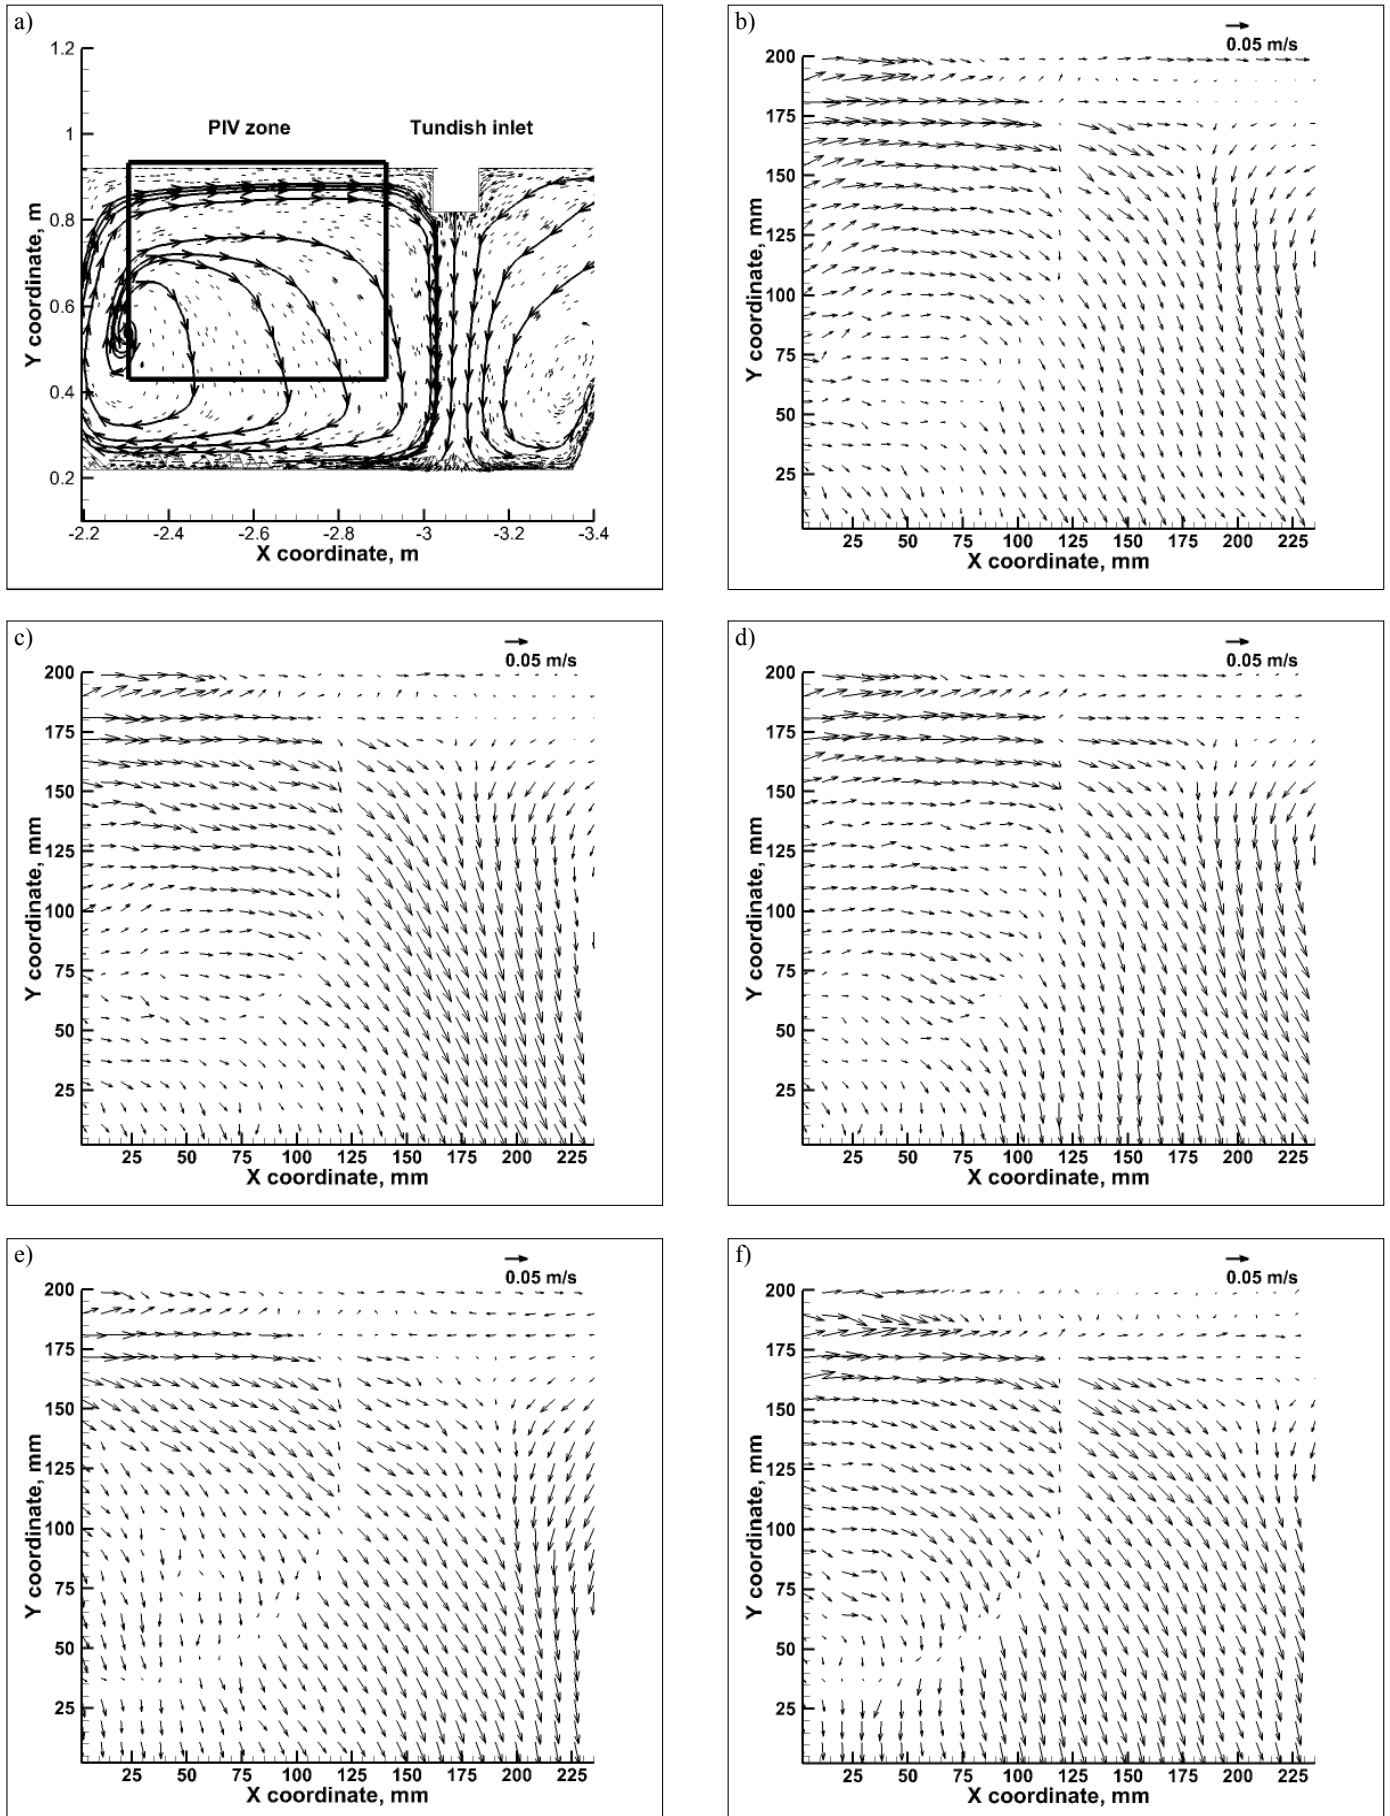 a)
1.2
1
0.8
0.6
0.4
0.2
Y coordinate, m
PIV zone
Tundish inlet
-2.2 -2.4 -2.6 -2.8 -3 -3.2 -3.4
X coordinate, m
b)
0.05 m/s
200
175
150
125
100
75
50
25
Y coordinate, mm
25 50 75 100 125 150 175 200 225
X coordinate, mm
c)
0.05 m/s
200
175
150
125
100
75
50
25
Y coordinate, mm
25 50 75 100 125 150 175 200 225
X coordinate, mm
d)
0.05 m/s
200
175
150
125
100
75
50
25
Y coordinate, mm
25 50 75 100 125 150 175 200 225
X coordinate, mm
e)
0.05 m/s
200
175
150
125
100
75
50
25
Y coordinate, mm
25 50 75 100 125 150 175 200 225
X coordinate, mm
f)
0.05 m/s
200
175
150
125
100
75
50
25
Y coordinate, mm
25 50 75 100 125 150 175 200 225
X coordinate, mm